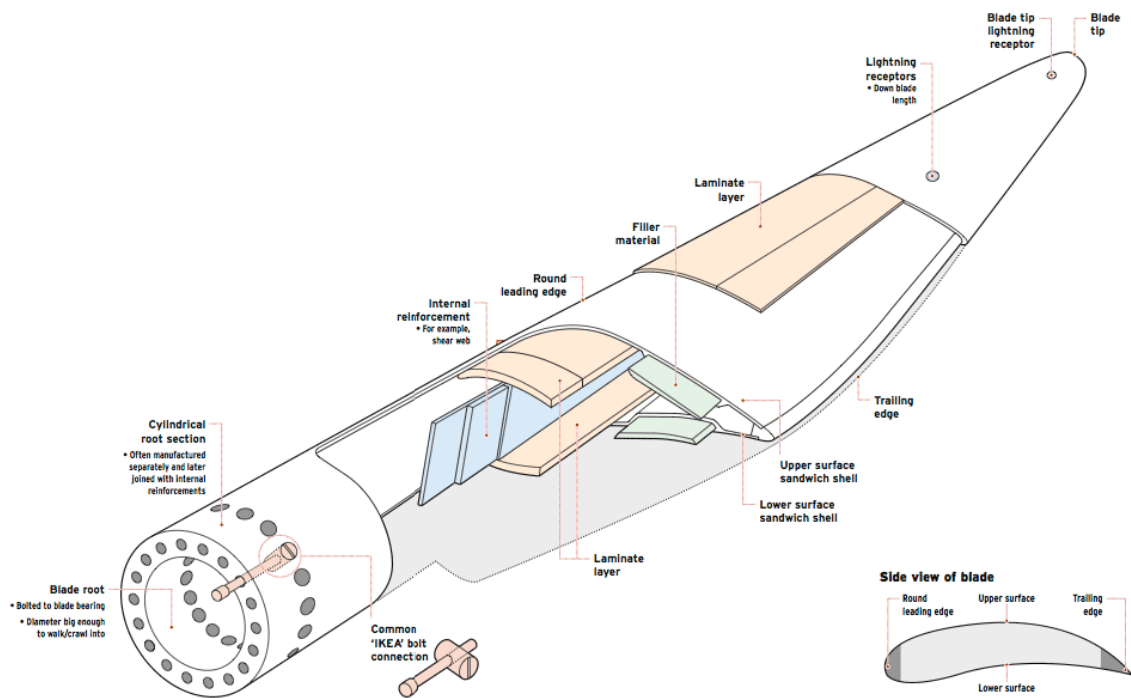 Blade tip
lightning
receptor
Blade
tip
Lightning
receptors
• Down blade
length
Laminate
layer
Filler
material
Round
leading edge
Internal
reinforcement
• For example,
shear web
Trailing
edge
Cylindrical
root section
• Often manufactured
separately and later
joined with internal
reinforcements
Upper surface
sandwich shell
Lower surface
sandwich shell
Laminate
layer
Blade root
• Bolted to blade bearing
• Diameter big enough
to walk/crawl into
Common
'IKEA' bolt
connection
Side view of blade
Round
leading edge
Upper surface
Trailing
edge
Lower surface